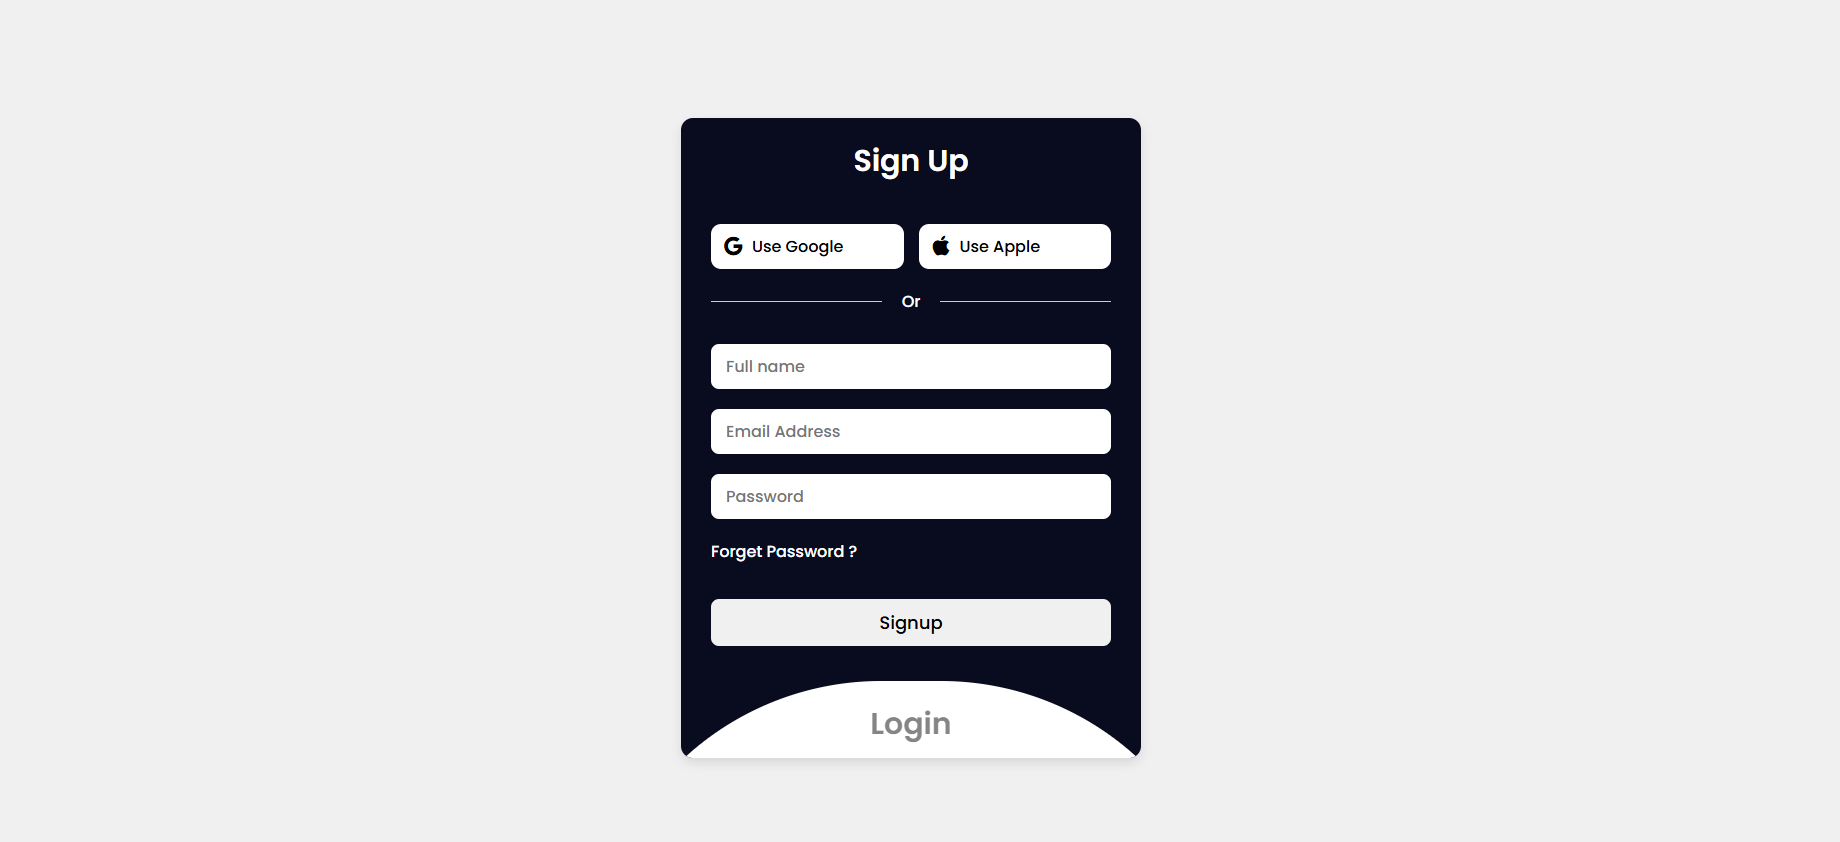 Sign Up
Use Google
Use Apple
Or
Full name
Email Address
Password
Forget Password ?
Signup
Login